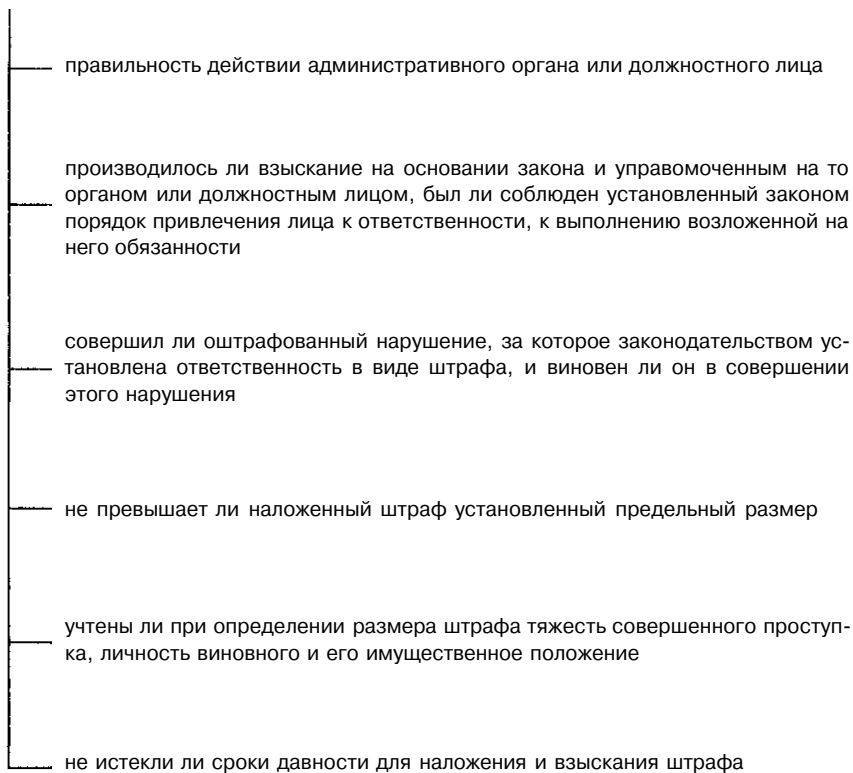 правильность действии административного органа или должностного лица
производилось ли взыскание на основании закона и управомоченным на то
органом или должностным лицом, был ли соблюден установленный законом
порядок привлечения лица к ответственности, к выполнению возложенной на
него обязанности
совершил ли оштрафованный нарушение, за которое законодательством ус-
тановлена ответственность в виде штрафа, и виновен ли он в совершении
этого нарушения
не превышает ли наложенный штраф установленный предельный размер
учтены ли при определении размера штрафа тяжесть совершенного проступ-
ка, личность виновного и его имущественное положение
не истекли ли сроки давности для наложения и взыскания штрафа